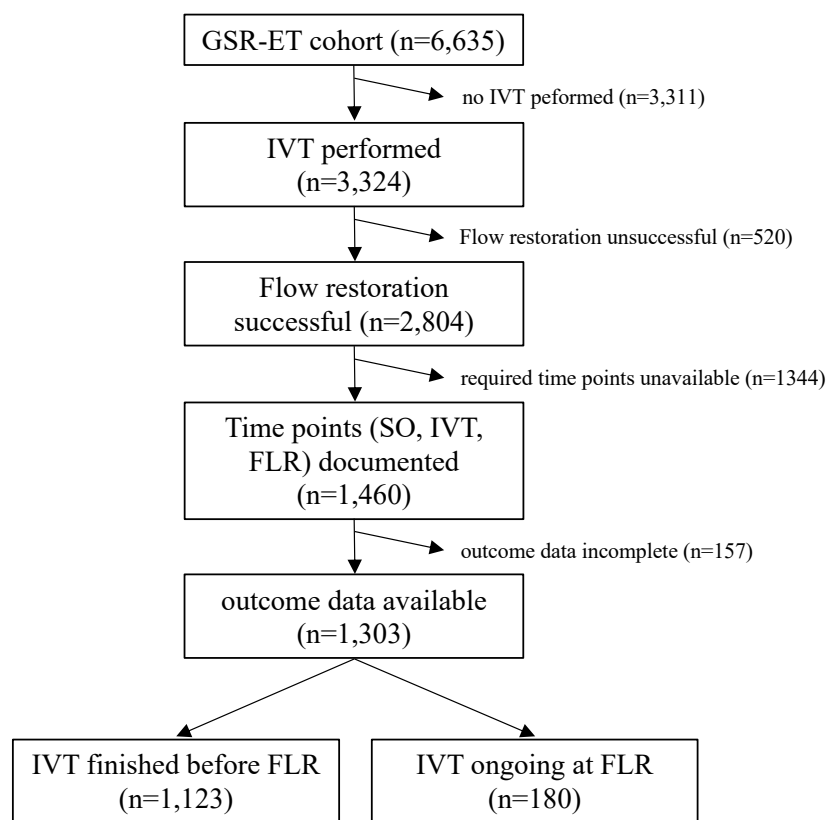 GSR-ET cohort (n=6,635)
no IVT peformed (n=3,311)
IVT performed
(n=3,324)
Flow restoration unsuccessful (n=520)
Flow restoration
successful (n=2,804)
required time points unavailable (n=1344)
Time points (SO, IVT,
FLR) documented
(n=1,460)
outcome data incomplete (n=157)
outcome data available
(n=1,303)
IVT finished before FLR
(n=1,123)
IVT ongoing at FLR
(n=180)